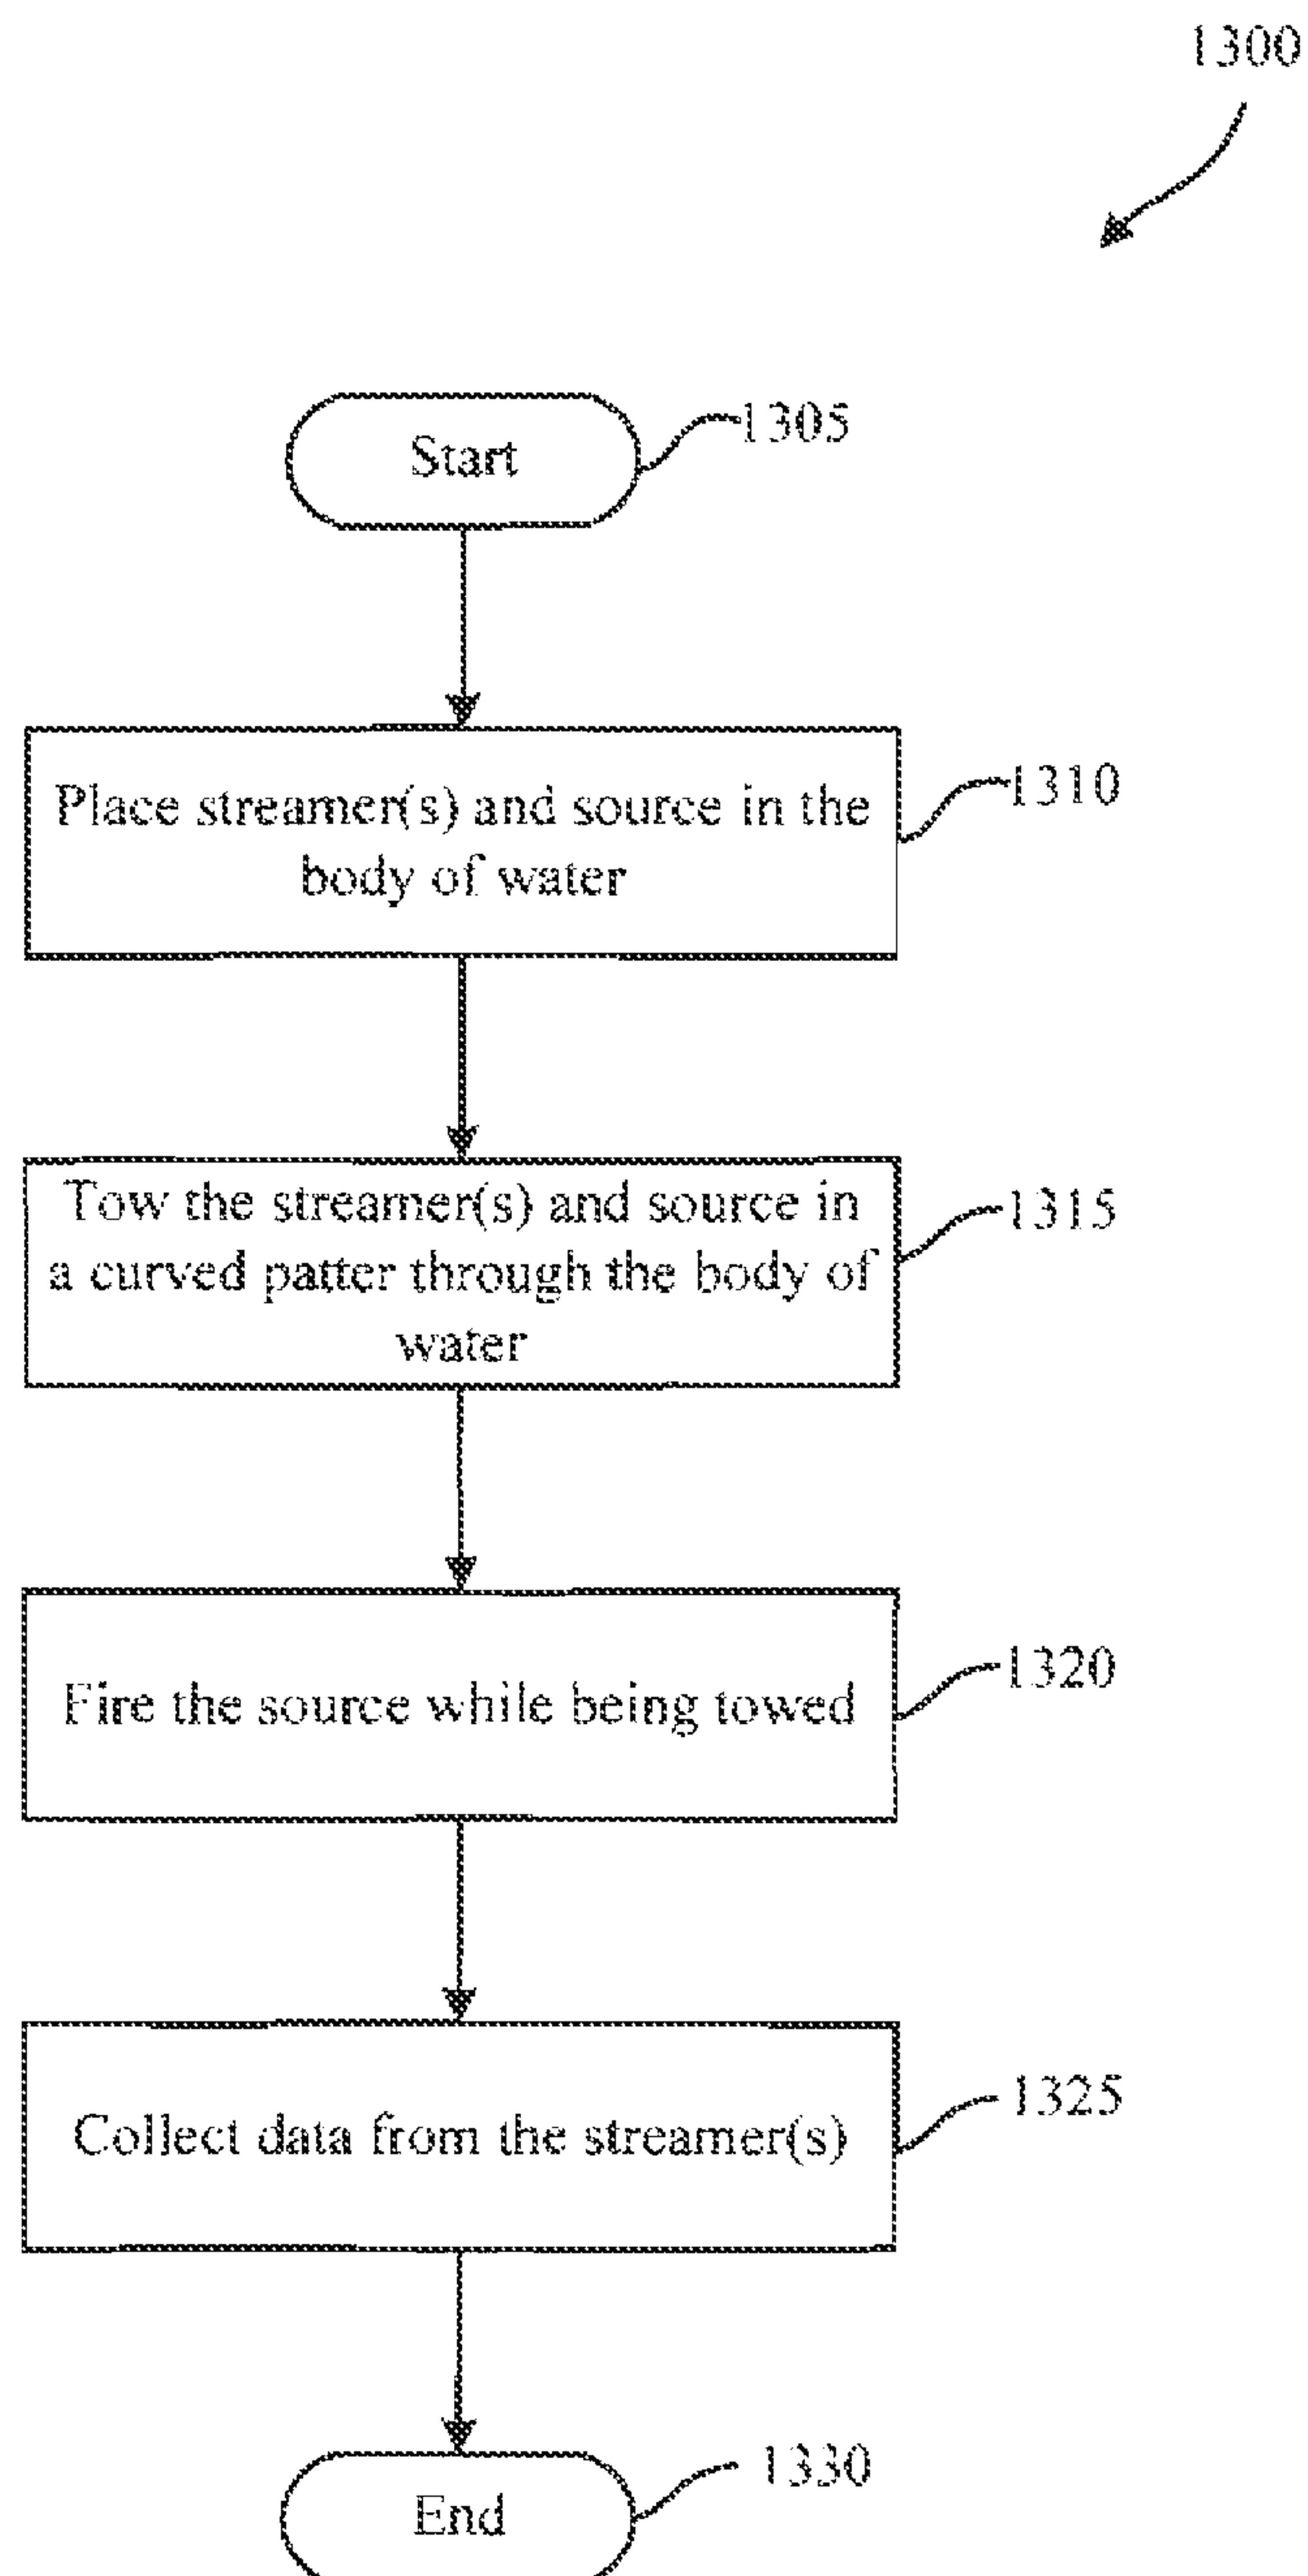 1300
Start
1305
Place streamer(s) and source in the
body of water
1310
Tow the streamer(s) and source in
a curved patter through the body of
water
1315
Fire the source while being towed
1320
Collect data from the streamer(s)
1325
End
1330